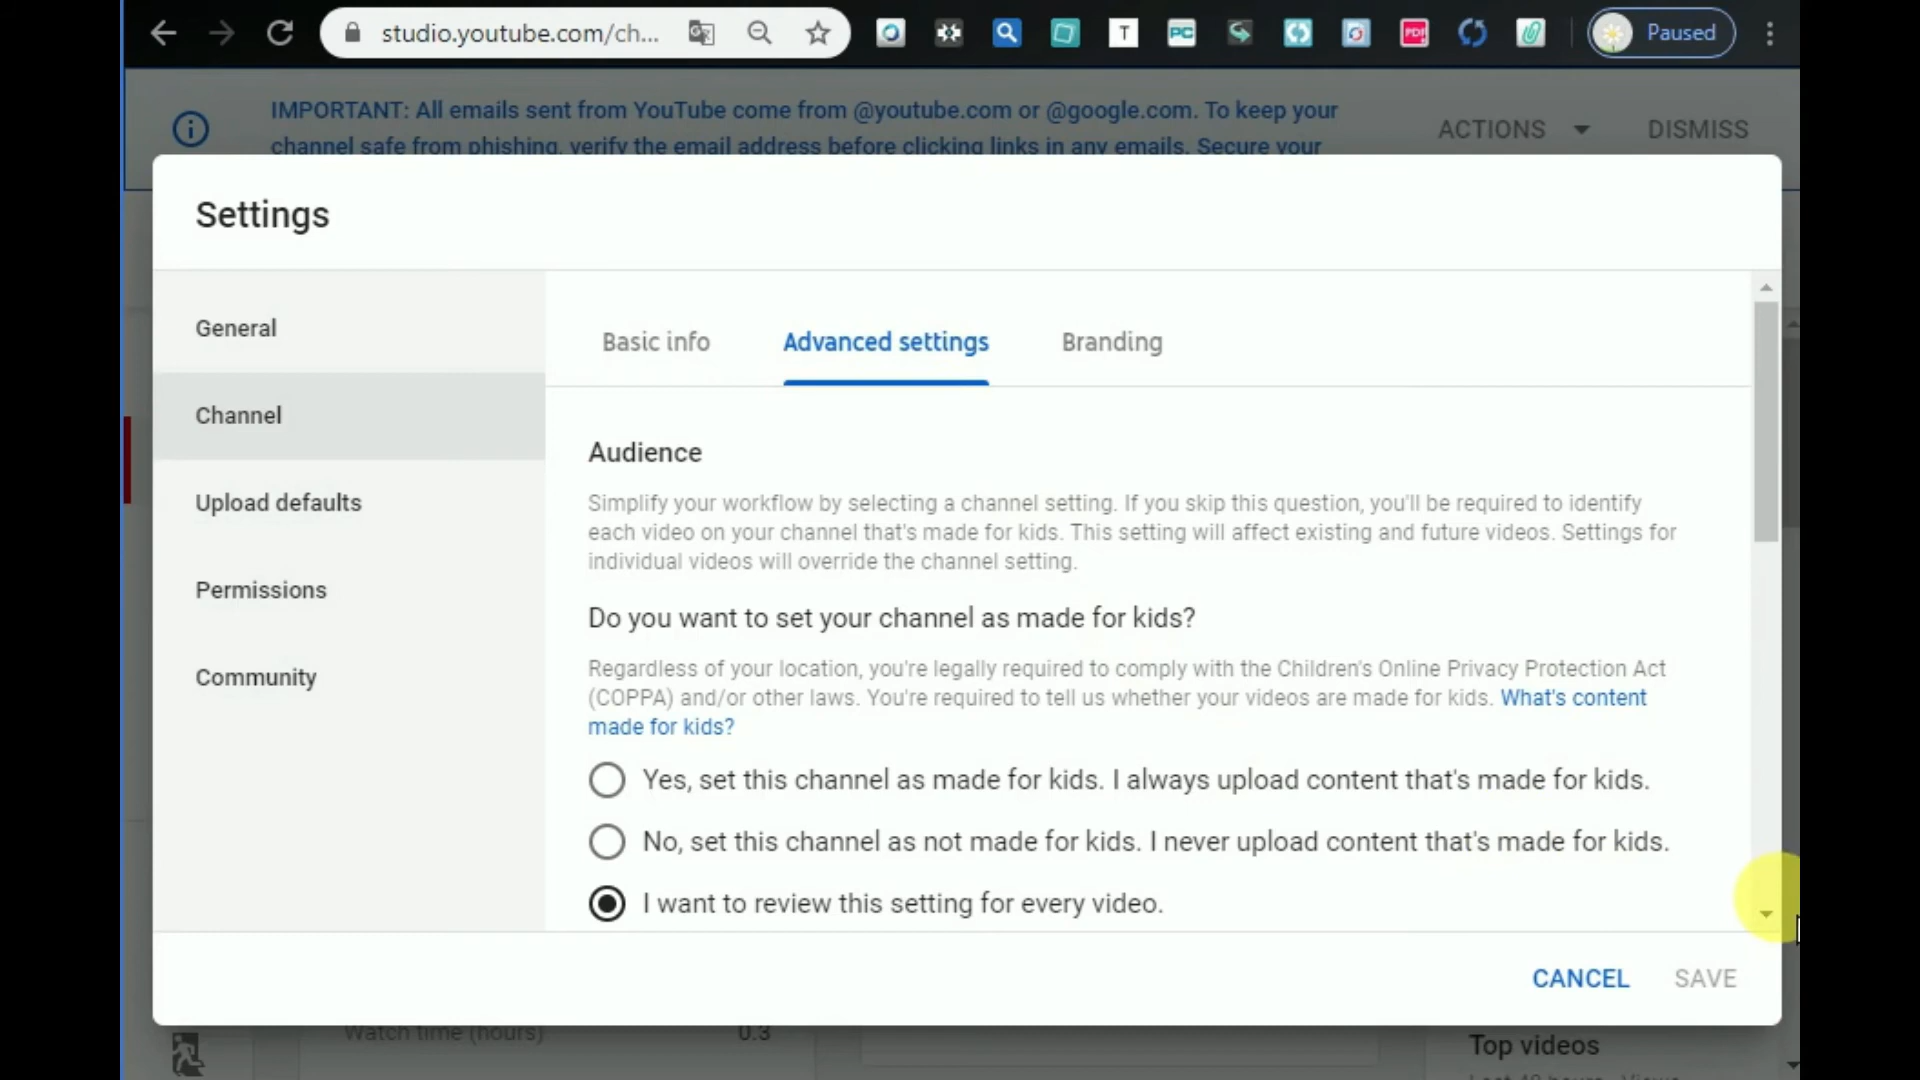 studio.youtube.com/ch...
T
PC
PDF
Paused
IMPORTANT: All emails sent from YouTube come from @youtube.com or @google.com. To keep your
channel safe from phishing, verify the email address before clicking links in any emails. Secure your
ACTIONS
DISMISS
Settings
General
Channel
Upload defaults
Permissions
Community
Basic info
Advanced settings
Branding
Audience
Simplify your workflow by selecting a channel setting. If you skip this question, you'll be required to identify
each video on your channel that's made for kids. This setting will affect existing and future videos. Settings for
individual videos will override the channel setting.
Do you want to set your channel as made for kids?
Regardless of your location, you're legally required to comply with the Children's Online Privacy Protection Act
(COPPA) and/or other laws. You're required to tell us whether your videos are made for kids. What's content
made for kids?
Yes, set this channel as made for kids. I always upload content that's made for kids.
No, set this channel as not made for kids. I never upload content that's made for kids.
I want to review this setting for every video.
CANCEL
SAVE
Watch time (hours)
0.3
Top videos